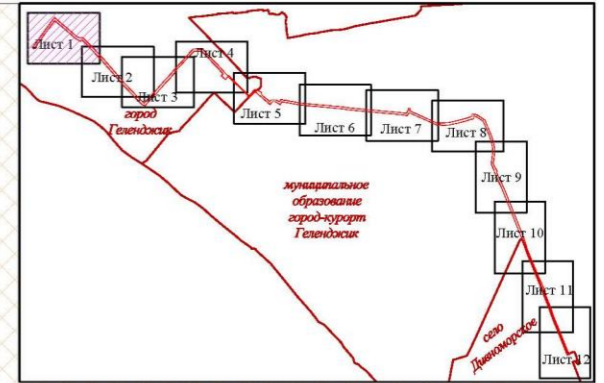 Лист 1
Лист 2
Лист 3
Лист 4
Лист 5
Лист 6
Лист 7
Лист 8
Лист 9
Лист 10
Лист 11
Лист 12
город
Геленджик
муниципальное
образование
город-курорт
Геленджик
село
Дивноморское